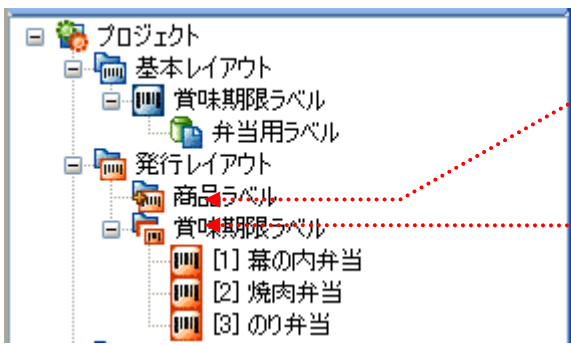 プロジェクト
基本レイアウト
賞味期限ラベル
弁当用ラベル
発行レイアウト
商品ラベル
賞味期限ラベル
[1] 幕の内弁当
[2] 焼肉弁当
[3] のり弁当